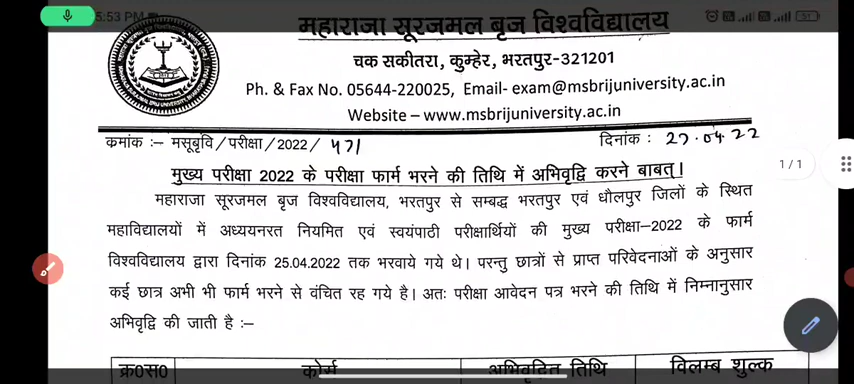 5:53 PM
51
महाराजा सूरजमल बृज विश्वविद्यालय
चक सकीतरा, कुम्हेर, भरतपुर-321201
Ph. & Fax No. 05644-220025, Email- exam@msbrijuniversity.ac.in
Website – www.msbrijuniversity.ac.in
कमांक :– मसूबृवि/परीक्षा/2022/ 471
दिनांक : 27.04.22
1/1
मुख्य परीक्षा 2022 के परीक्षा फार्म भरने की तिथि में अभिवृद्वि करने बाबत्।
महाराजा सूरजमल बृज विश्वविद्यालय, भरतपुर से सम्बद्व भरतपुर एवं धौलपुर जिलों के स्थित
महाविद्यालयों में अध्ययनरत नियमित एवं स्वयंपाठी परीक्षार्थियों की मुख्य परीक्षा–2022 के फार्म
विश्वविद्यालय द्वारा दिनांक 25.04.2022 तक भरवाये गये थे। परन्तु छात्रों से प्राप्त परिवेदनाओं के अनुसार
कई छात्र अभी भी फार्म भरने से वंचित रह गये है। अतः परीक्षा आवेदन पत्र भरने की तिथि में निम्नानुसार
अभिवृद्वि की जाती है :–
क्र0स0 कोर्स अभिवृदित तिथि विलम्ब शुल्क